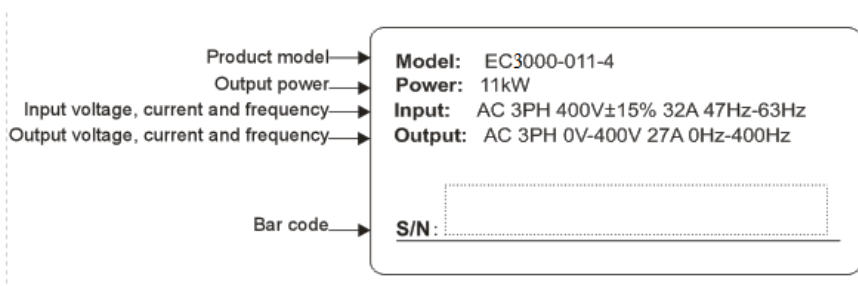 Product model
Model: EC3000-011-4
Output power
Power: 11kW
Input voltage, current and frequency
Input: AC 3PH 400V±15% 32A 47Hz-63Hz
Output voltage, current and frequency
Output: AC 3PH 0V-400V 27A 0Hz-400Hz
Bar code
S/N: